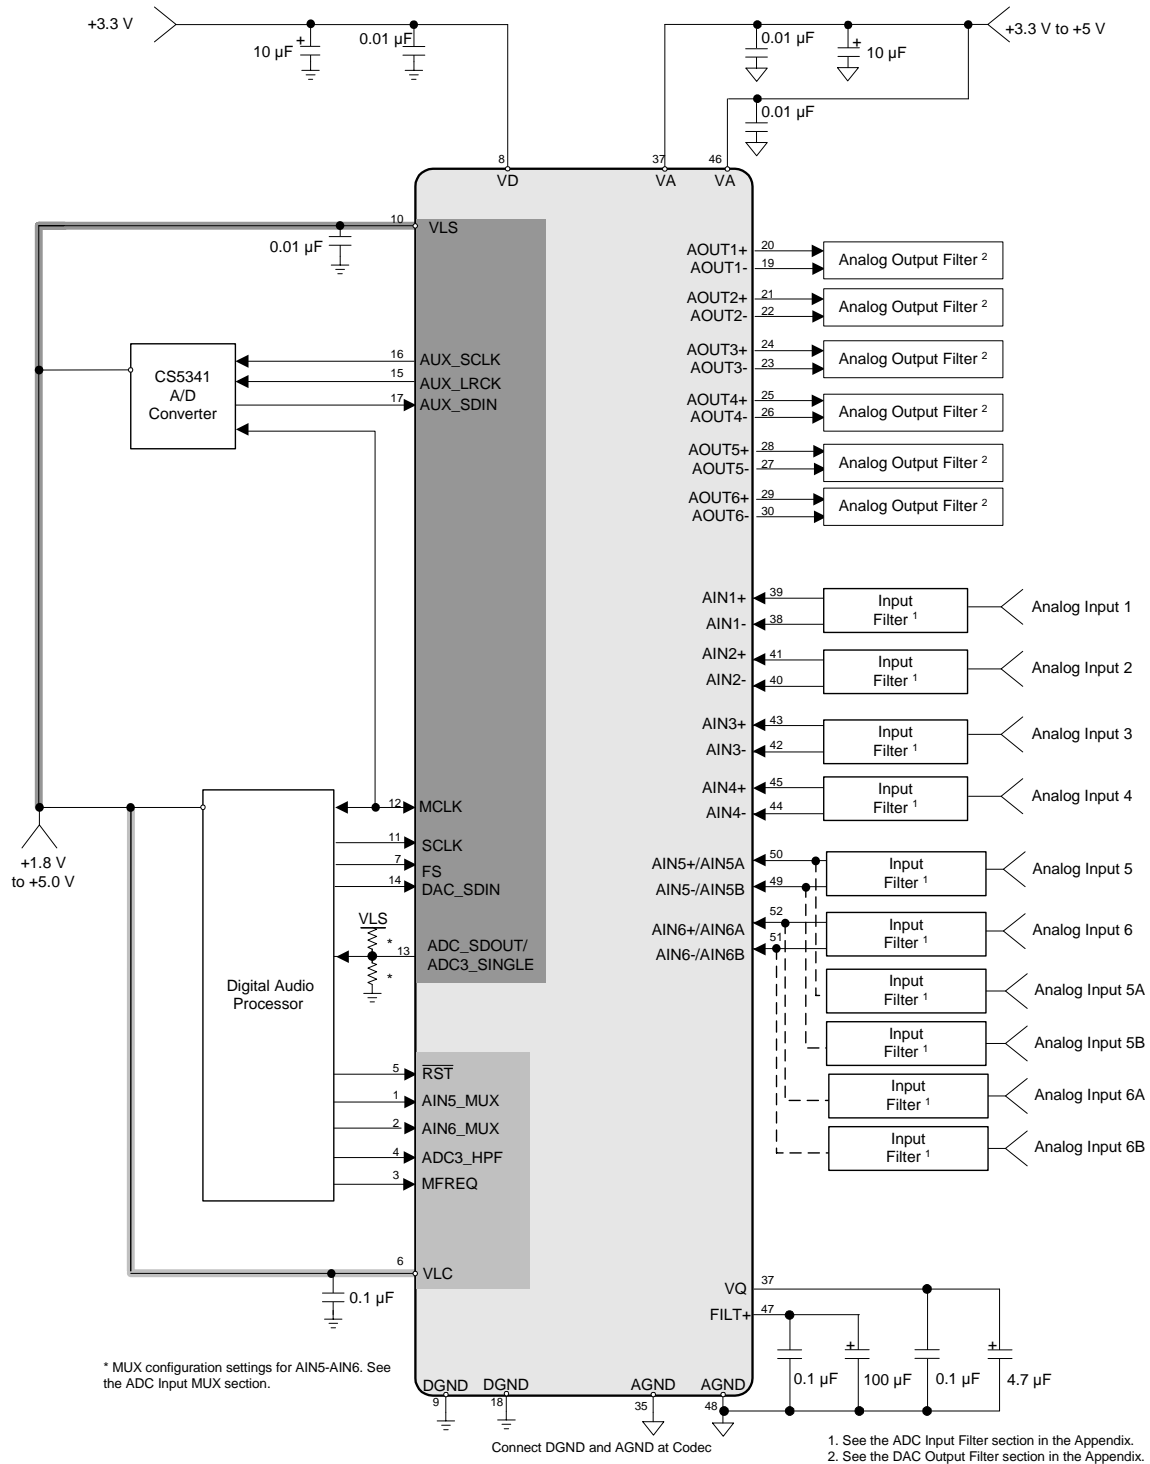 +3.3 V
10 µF
+
0.01 µF
0.01 µF
+
10 µF
+3.3 V to +5 V
0.01 µF
8
VD
37
VA
46
VA
10
VLS
0.01 µF
CS5341
A/D
Converter
16
AUX_SCLK
15
AUX_LRCK
17
AUX_SDIN
12
MCLK
11
SCLK
7
FS
14
DAC_SDIN
VLS
*
*
13
ADC_SDOUT/
ADC3_SINGLE
+1.8 V
to +5.0 V
Digital Audio
Processor
5
RST
1
AIN5_MUX
2
AIN6_MUX
4
ADC3_HPF
3
MFREQ
6
VLC
0.1 µF
AOUT1+
20
AOUT1-
19
Analog Output Filter 2
AOUT2+
21
AOUT2-
22
Analog Output Filter 2
AOUT3+
24
AOUT3-
23
Analog Output Filter 2
AOUT4+
25
AOUT4-
26
Analog Output Filter 2
AOUT5+
28
AOUT5-
27
Analog Output Filter 2
AOUT6+
29
AOUT6-
30
Analog Output Filter 2
AIN1+
39
AIN1-
38
Input
Filter 1
Analog Input 1
AIN2+
41
AIN2-
40
Input
Filter 1
Analog Input 2
AIN3+
43
AIN3-
42
Input
Filter 1
Analog Input 3
AIN4+
45
AIN4-
44
Input
Filter 1
Analog Input 4
AIN5+/AIN5A
50
AIN5-/AIN5B
49
Input
Filter 1
Analog Input 5
AIN6+/AIN6A
52
AIN6-/AIN6B
51
Input
Filter 1
Analog Input 6
Input
Filter 1
Analog Input 5A
Input
Filter 1
Analog Input 5B
Input
Filter 1
Analog Input 6A
Input
Filter 1
Analog Input 6B
VQ
37
FILT+
47
0.1 µF
+
100 µF
0.1 µF
+
4.7 µF
DGND
9
DGND
18
AGND
35
AGND
48
* MUX configuration settings for AIN5-AIN6. See
the ADC Input MUX section.
Connect DGND and AGND at Codec
1. See the ADC Input Filter section in the Appendix.
2. See the DAC Output Filter section in the Appendix.